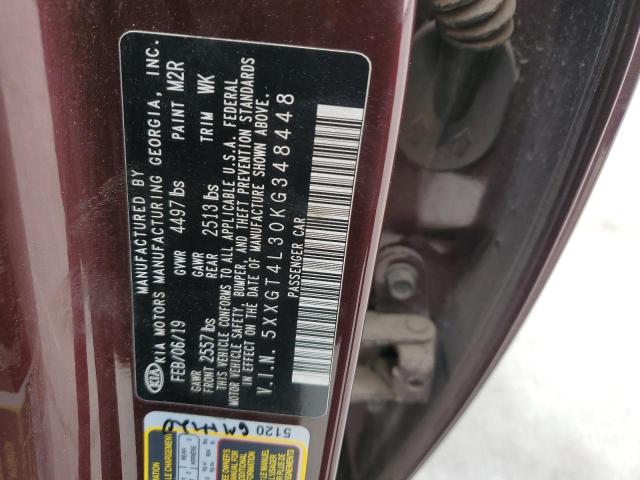 MANUFACTURED BY
KIA MOTORS MANUFACTURING GEORGIA, INC.
FEB/06/19 GVWR 4497 lbs PAINT M2R
GAWR FRONT 2557 lbs GAWR REAR 2518 lbs TRIM WK
THIS VEHICLE CONFORMS TO ALL APPLICABLE U.S.A. FEDERAL
MOTOR VEHICLE SAFETY, BUMPER, AND THEFT PREVENTION STANDARDS
IN EFFECT ON THE DATE OF MANUFACTURE SHOWN ABOVE.
V.I.N. 5XXGT4L30KG348448
PASSENGER CAR
KIA
5120